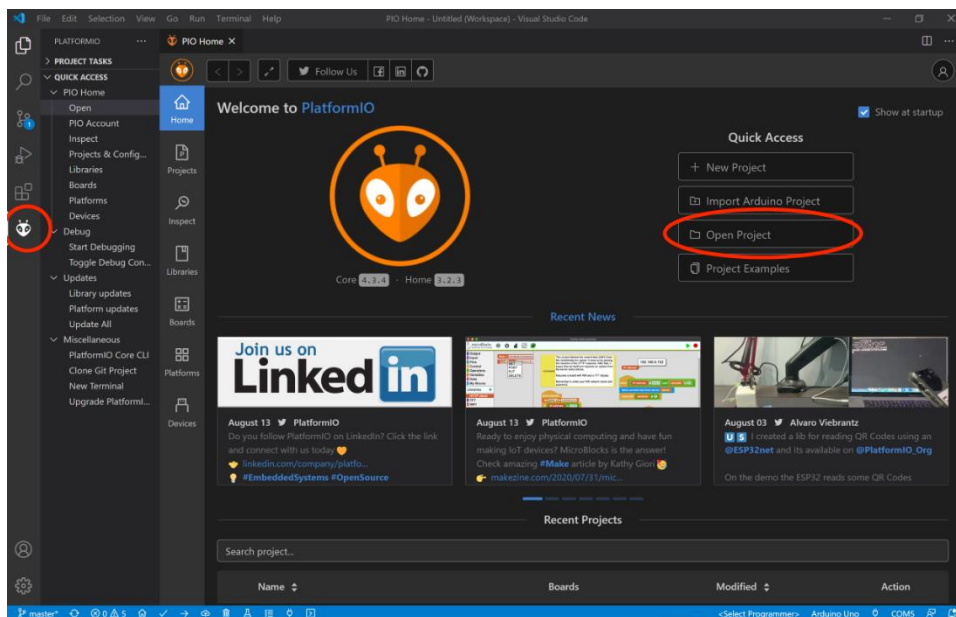 File Edit Selection View Go Run Terminal Help
PIO Home - Untitled (Workspace) - Visual Studio Code
PLATFORMIO
PIO Home
PROJECT TASKS
QUICK ACCESS
PIO Home
Open
PIO Account
Inspect
Projects & Config...
Libraries
Boards
Platforms
Devices
Debug
Start Debugging
Toggle Debug Con...
Updates
Library updates
Platform updates
Update All
Miscellaneous
PlatformIO Core CLI
Clone Git Project
New Terminal
Upgrade PlatformI...
Follow Us
Home
Projects
Inspect
Libraries
Boards
Platforms
Devices
Welcome to PlatformIO
Show at startup
Core 4.3.4 · Home 3.2.3
Quick Access
New Project
Import Arduino Project
Open Project
Project Examples
Recent News
Join us on
Linked in
August 13 PlatformIO
Do you follow PlatformIO on LinkedIn? Click the link
and connect with us today
linkedin.com/company/platfo...
#EmbeddedSystems #OpenSource
August 13 PlatformIO
Ready to enjoy physical computing and have fun
making IoT devices? MicroBlocks is the answer!
Check amazing #Make article by Kathy Giori
makezine.com/2020/07/31/mic...
August 03 Alvaro Viebrantz
US I created a lib for reading QR Codes using an
@ESP32net and its available on @PlatformIO_Org
On the demo the ESP32 reads some QR Codes
Recent Projects
Search project...
Name Boards Modified Action
master* 0 5 <Select Programmer> Arduino Uno COM5